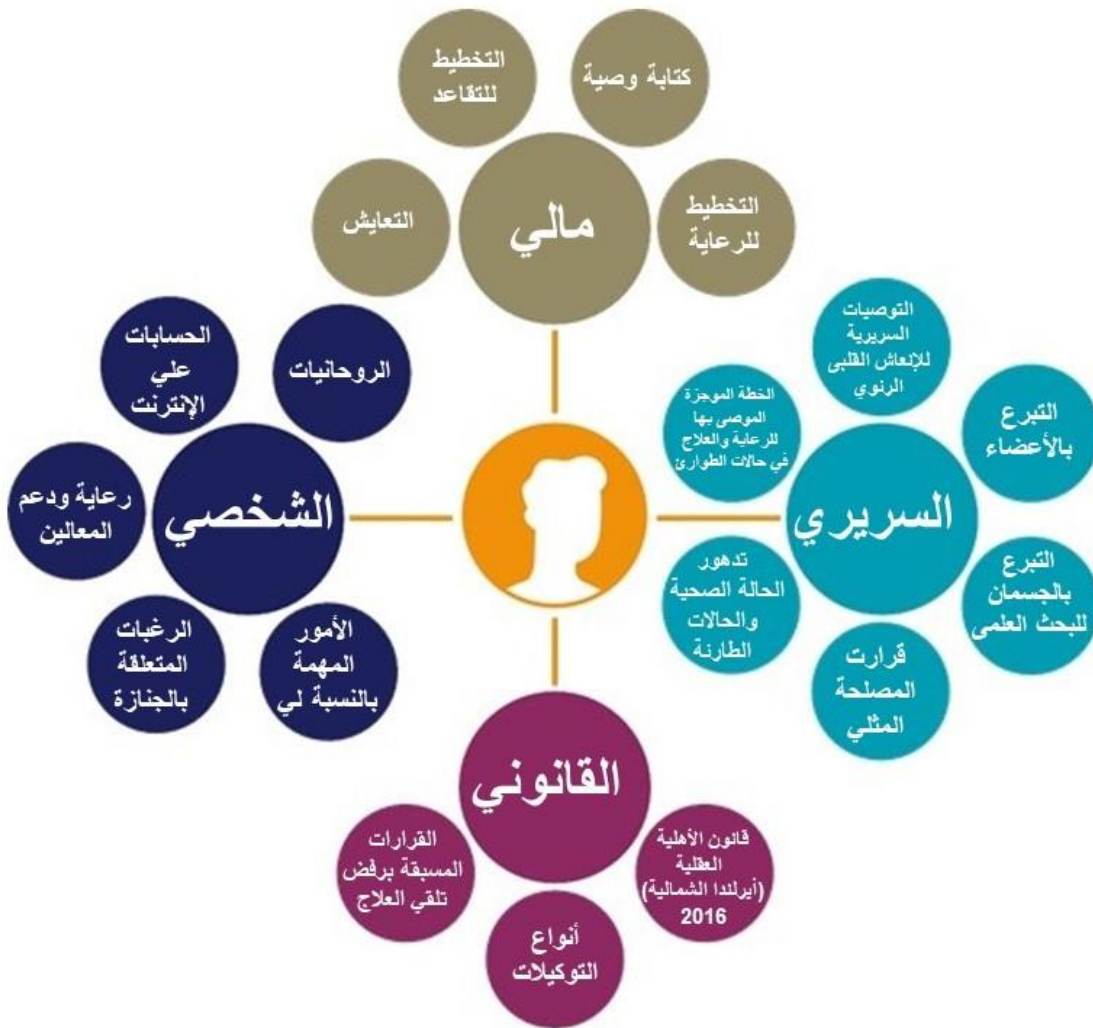 كتابة وصية
التخطيط
للتقاعد
التخطيط
للرعاية
مالي
التعايش
التوصيات
السريرية
للإنعاش القلبى
الرنوي
التبرع
بالأعضاء
الخطة الموجزة
الموصى بها
للرعاية والعلاج
في حالات الطوارئ
السريري
التبرع
بالجسمان
للبحث العلمى
تدهور
الحالة الصحية
والحالات
الطارنة
قرارت
المصلحة
المثلي
الروحانيات
الحسابات
علي
الإنترنت
الشخصي
رعاية ودعم
المعالين
الأمور
المهمة
بالنسبة لي
الرغبات
المتعلقة
بالجنازة
القانوني
قانون الأهلية
العقلية
(أيرلندا الشمالية)
2016
القرارات
المسبقة برفض
تلقي العلاج
أنواع
التوكيلات